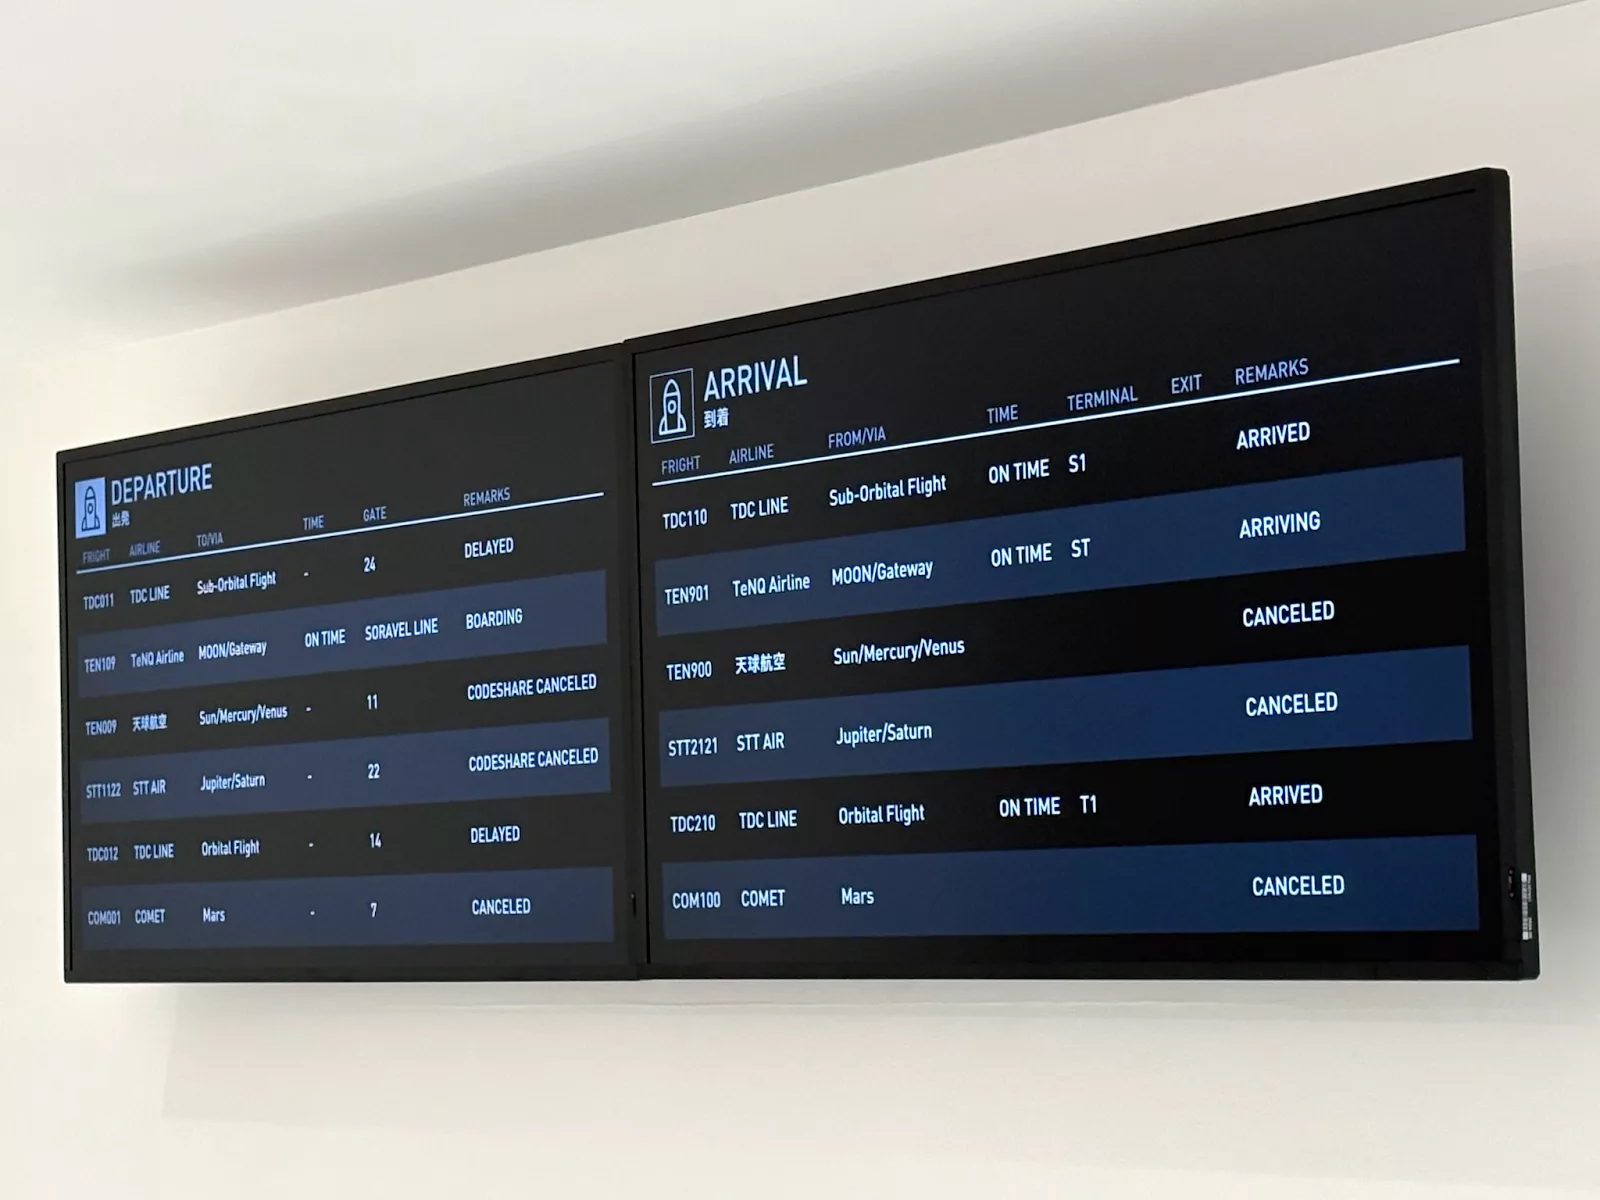 DEPARTURE
出発
FRIGHT AIRLINE TO/VIA TIME GATE REMARKS
TDC011 TDC LINE Sub-Orbital Flight - 24 DELAYED
TEN109 TeNQ Airline MOON/Gateway ON TIME SORAVEL LINE BOARDING
TEN009 天球航空 Sun/Mercury/Venus - 11 CODESHARE CANCELED
STT1122 STT AIR Jupiter/Saturn - 22 CODESHARE CANCELED
TDC012 TDC LINE Orbital Flight - 14 DELAYED
COM001 COMET Mars - 7 CANCELED
ARRIVAL
到着
FRIGHT AIRLINE FROM/VIA TIME TERMINAL EXIT REMARKS
TDC110 TDC LINE Sub-Orbital Flight ON TIME S1 ARRIVED
TEN901 TeNQ Airline MOON/Gateway ON TIME ST ARRIVING
TEN900 天球航空 Sun/Mercury/Venus CANCELED
STT2121 STT AIR Jupiter/Saturn CANCELED
TDC210 TDC LINE Orbital Flight ON TIME T1 ARRIVED
COM100 COMET Mars CANCELED